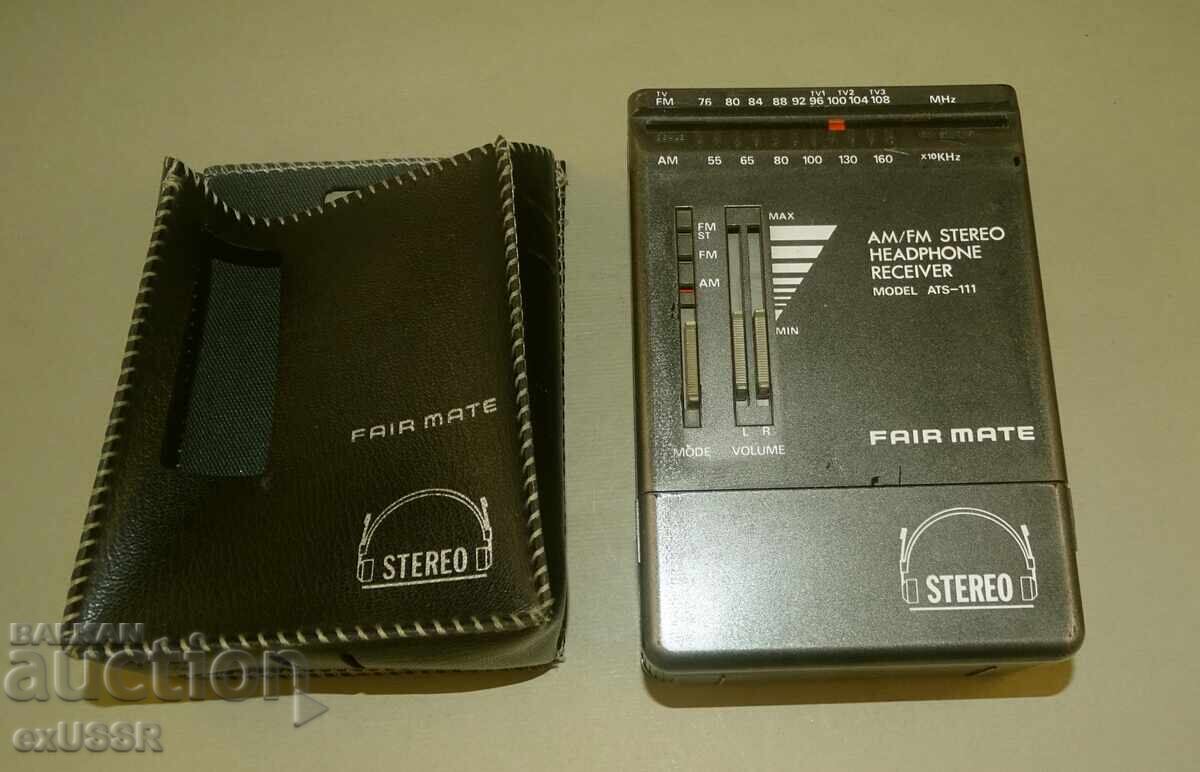 TV TV1 TV2 TV3
FM 76 80 84 88 92 96 100 104 108 MHz
AM 55 65 80 100 130 160 x10KHz
FM
ST
FM
AM
MAX
MIN
L R
MODE VOLUME
AM/FM STEREO
HEADPHONE
RECEIVER
MODEL ATS-111
FAIR MATE
STEREO
FAIR MATE
STEREO
BALKAN
auction
exUSSR